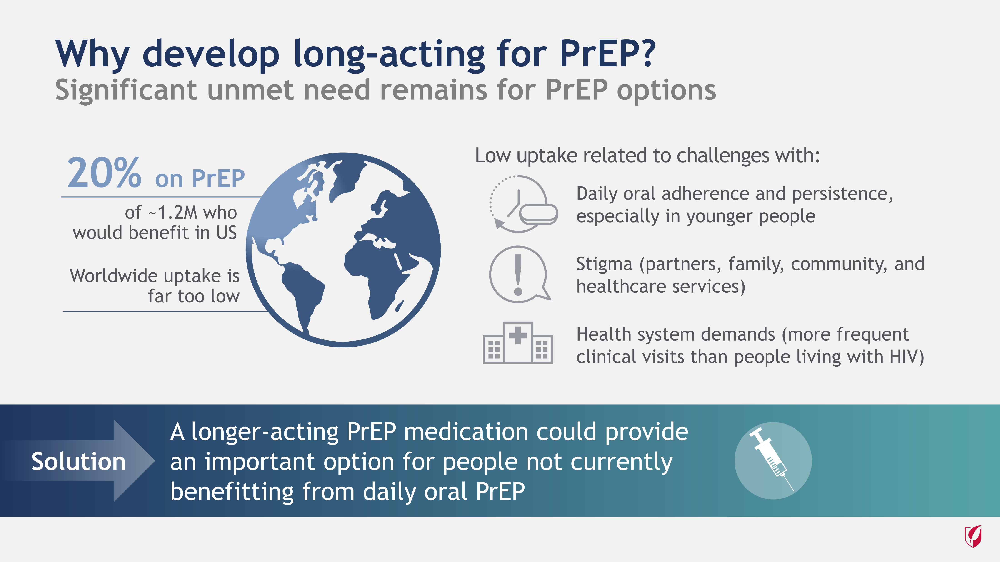 Why develop long-acting for PrEP?
Significant unmet need remains for PrEP options
20% on PrEP
of ~1.2M who
would benefit in US
Worldwide uptake is
far too low
Low uptake related to challenges with:
Daily oral adherence and persistence,
especially in younger people
Stigma (partners, family, community, and
healthcare services)
Health system demands (more frequent
clinical visits than people living with HIV)
Solution
A longer-acting PrEP medication could provide
an important option for people not currently
benefitting from daily oral PrEP